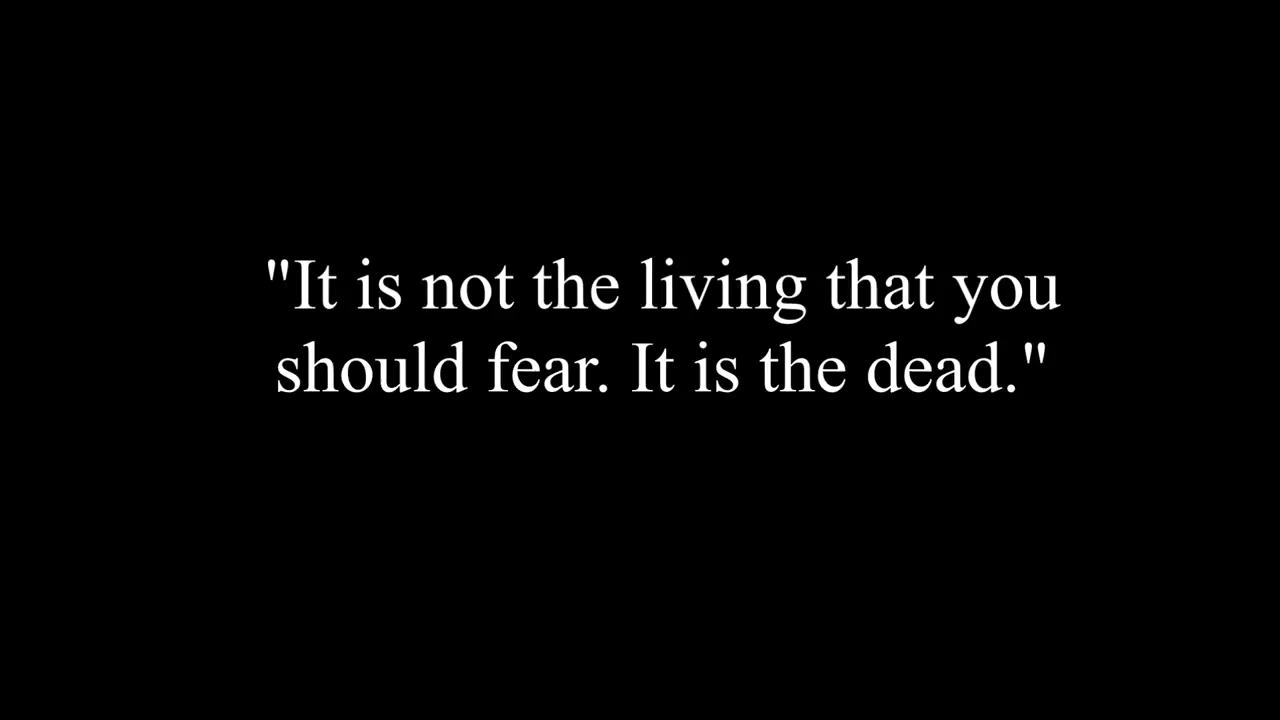 "It is not the living that you
should fear. It is the dead."